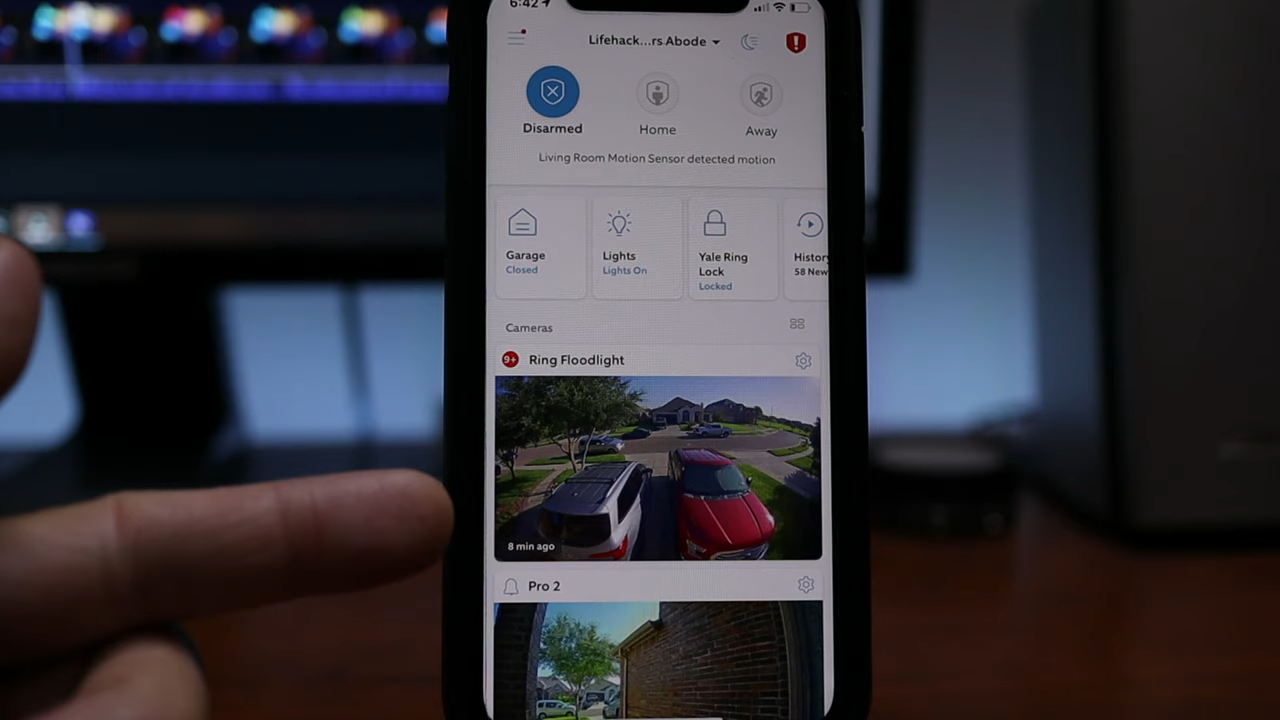 6:42
Lifehack...rs Abode
Disarmed
Home
Away
Living Room Motion Sensor detected motion
Garage
Closed
Lights
Lights On
Yale Ring
Lock
Locked
History
58 New
Cameras
9+ Ring Floodlight
8 min ago
Pro 2